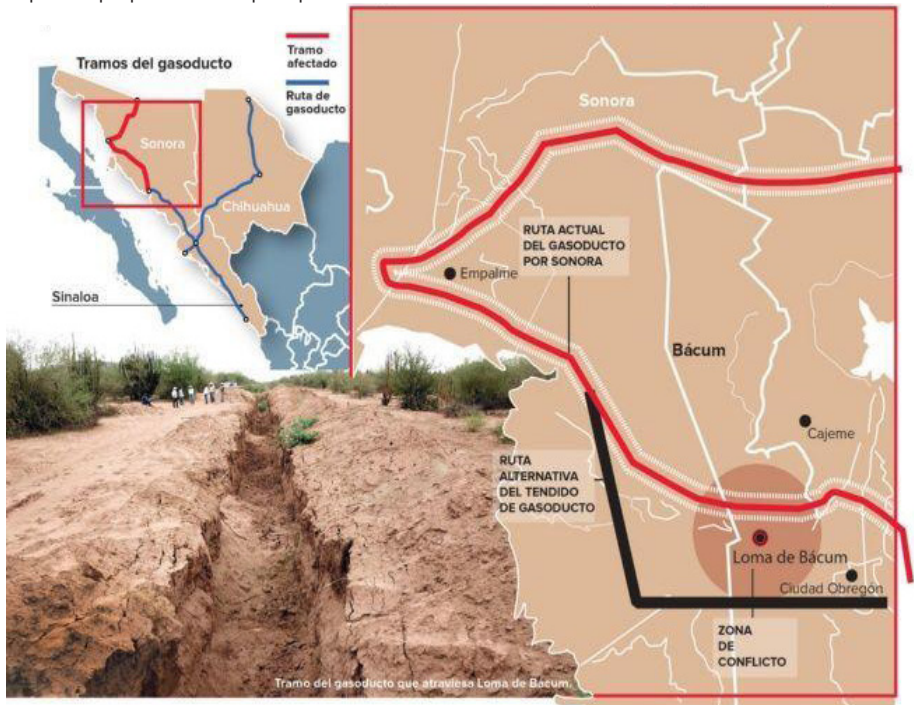 Tramos del gasoducto
Tramo
afectado
Ruta de
gasoducto
Sonora
Chihuahua
Sinaloa
Sonora
RUTA ACTUAL
DEL GASODUCTO
POR SONORA
Empalme
Bácum
Cajeme
RUTA
ALTERNATIVA
DEL TENDIDO
DE GASODUCTO
Loma de Bácum
Ciudad Obregón
ZONA
DE
CONFLICTO
Tramo del gasoducto que atraviesa Loma de Bácum.